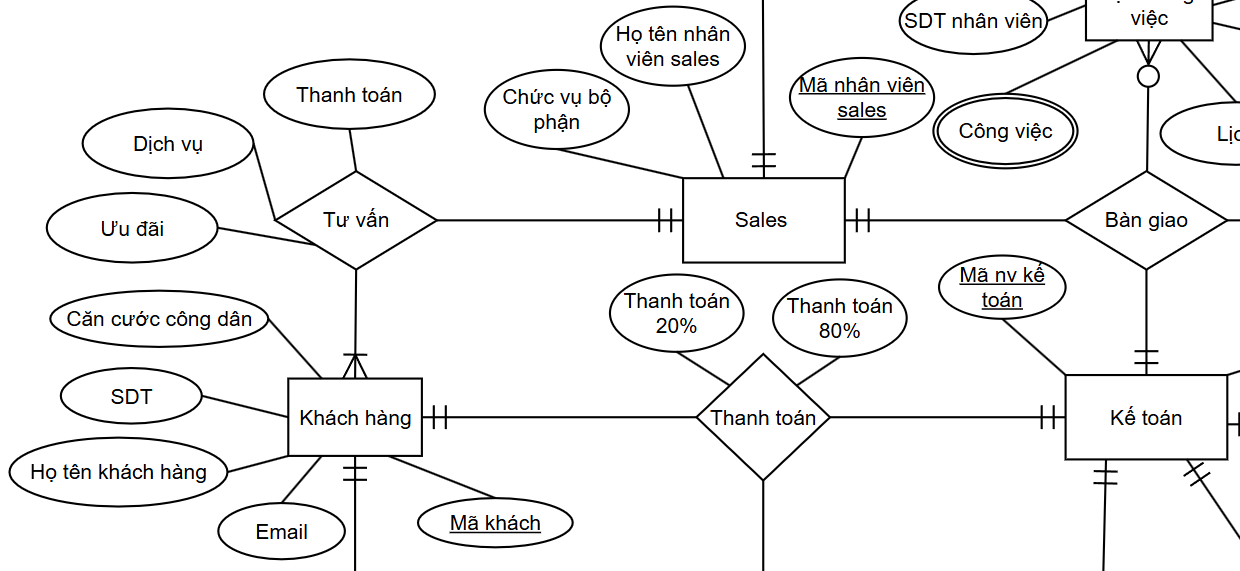 việc
SDT nhân viên
Họ tên nhân
viên sales
Mã nhân viên
sales
Thanh toán
Chức vụ bộ
phận
Công việc
Dịch vụ
Ưu đãi
Tư vấn
Sales
Bàn giao
Mã nv kế
toán
Thanh toán
20%
Thanh toán
80%
Căn cước công dân
SDT
Khách hàng
Thanh toán
Kế toán
Họ tên khách hàng
Email
Mã khách